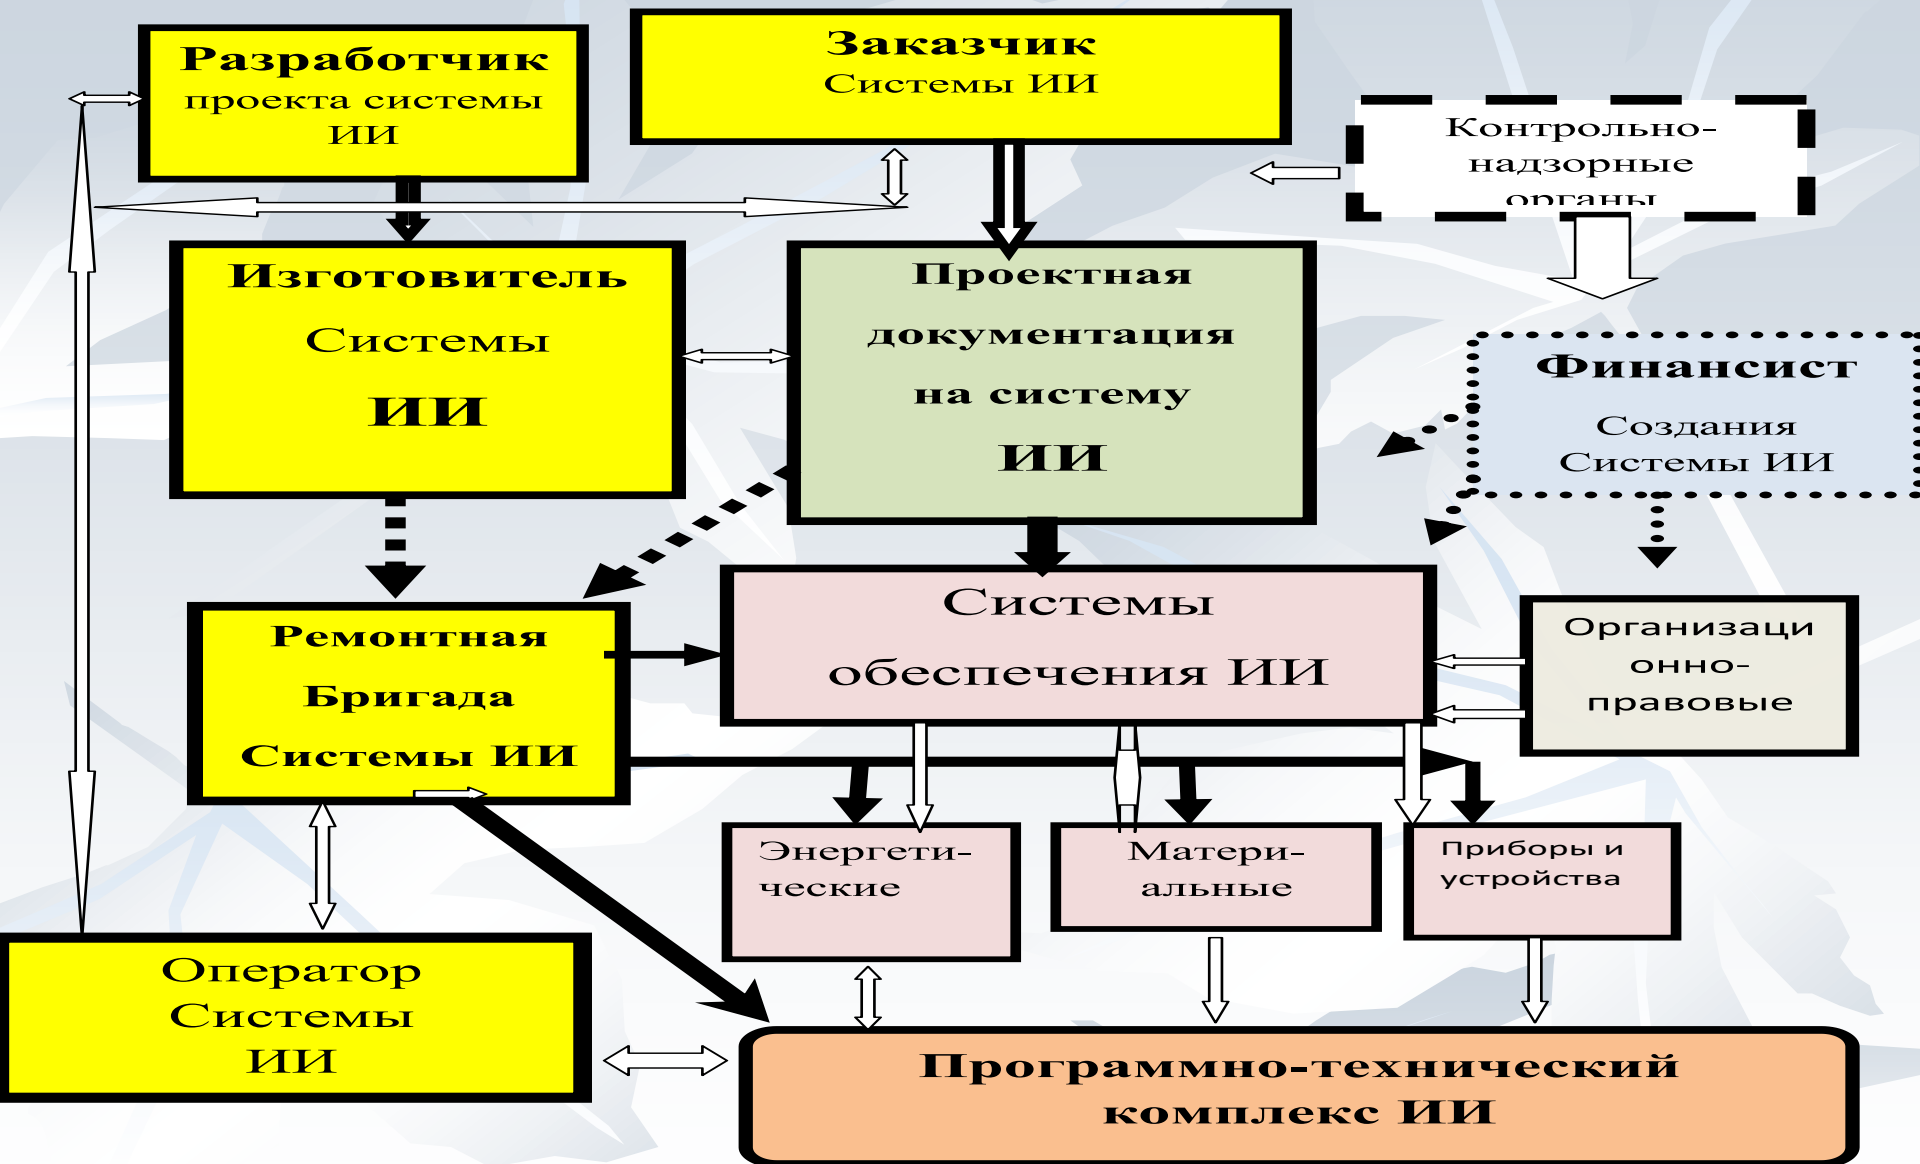 Разработчик
проекта системы
ИИ
Заказчик
Системы ИИ
Контрольно-
надзорные
органы
Изготовитель
Системы
ИИ
Проектная
документация
на систему
ИИ
Финансист
Создания
Системы ИИ
Ремонтная
Бригада
Системы ИИ
Системы
обеспечения ИИ
Организаци
онно-
правовые
Энергети-
ческие
Матери-
альные
Приборы и
устройства
Оператор
Системы
ИИ
Программно-технический
комплекс ИИ